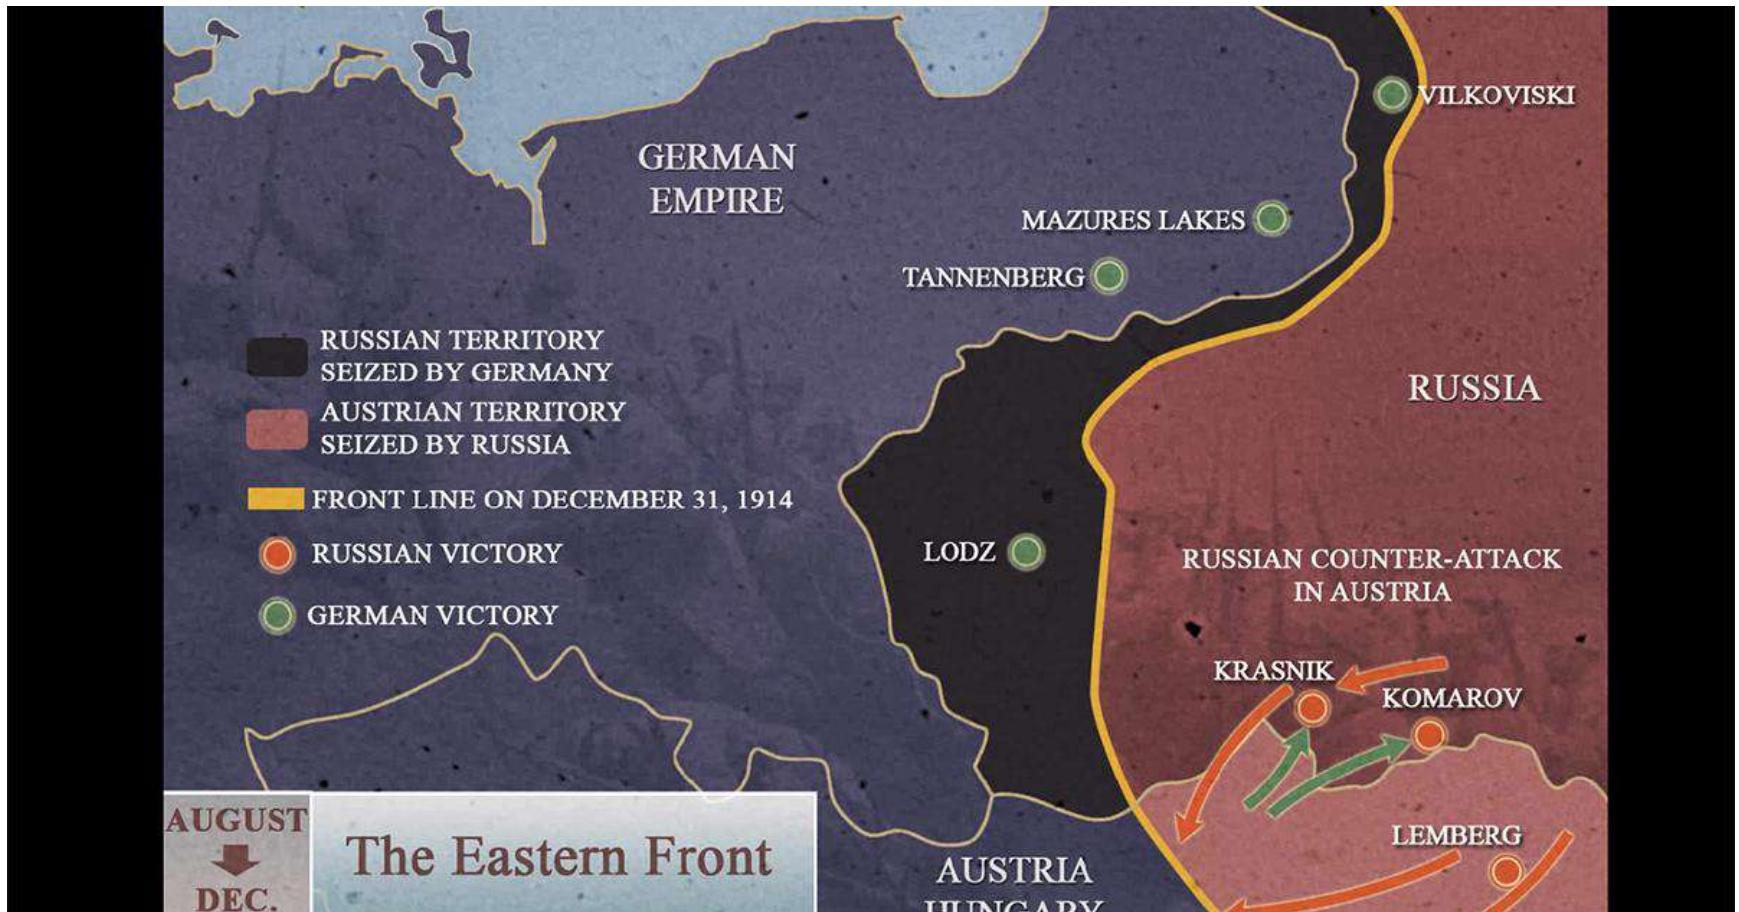 VILKOVISKI
GERMAN
EMPIRE
MAZURES LAKES
TANNENBERG
RUSSIAN TERRITORY
SEIZED BY GERMANY
AUSTRIAN TERRITORY
SEIZED BY RUSSIA
FRONT LINE ON DECEMBER 31, 1914
RUSSIAN VICTORY
GERMAN VICTORY
RUSSIA
LODZ
RUSSIAN COUNTER-ATTACK
IN AUSTRIA
KRASNIK
KOMAROV
LEMBERG
AUGUST
DEC.
The Eastern Front
AUSTRIA
HUNGARY